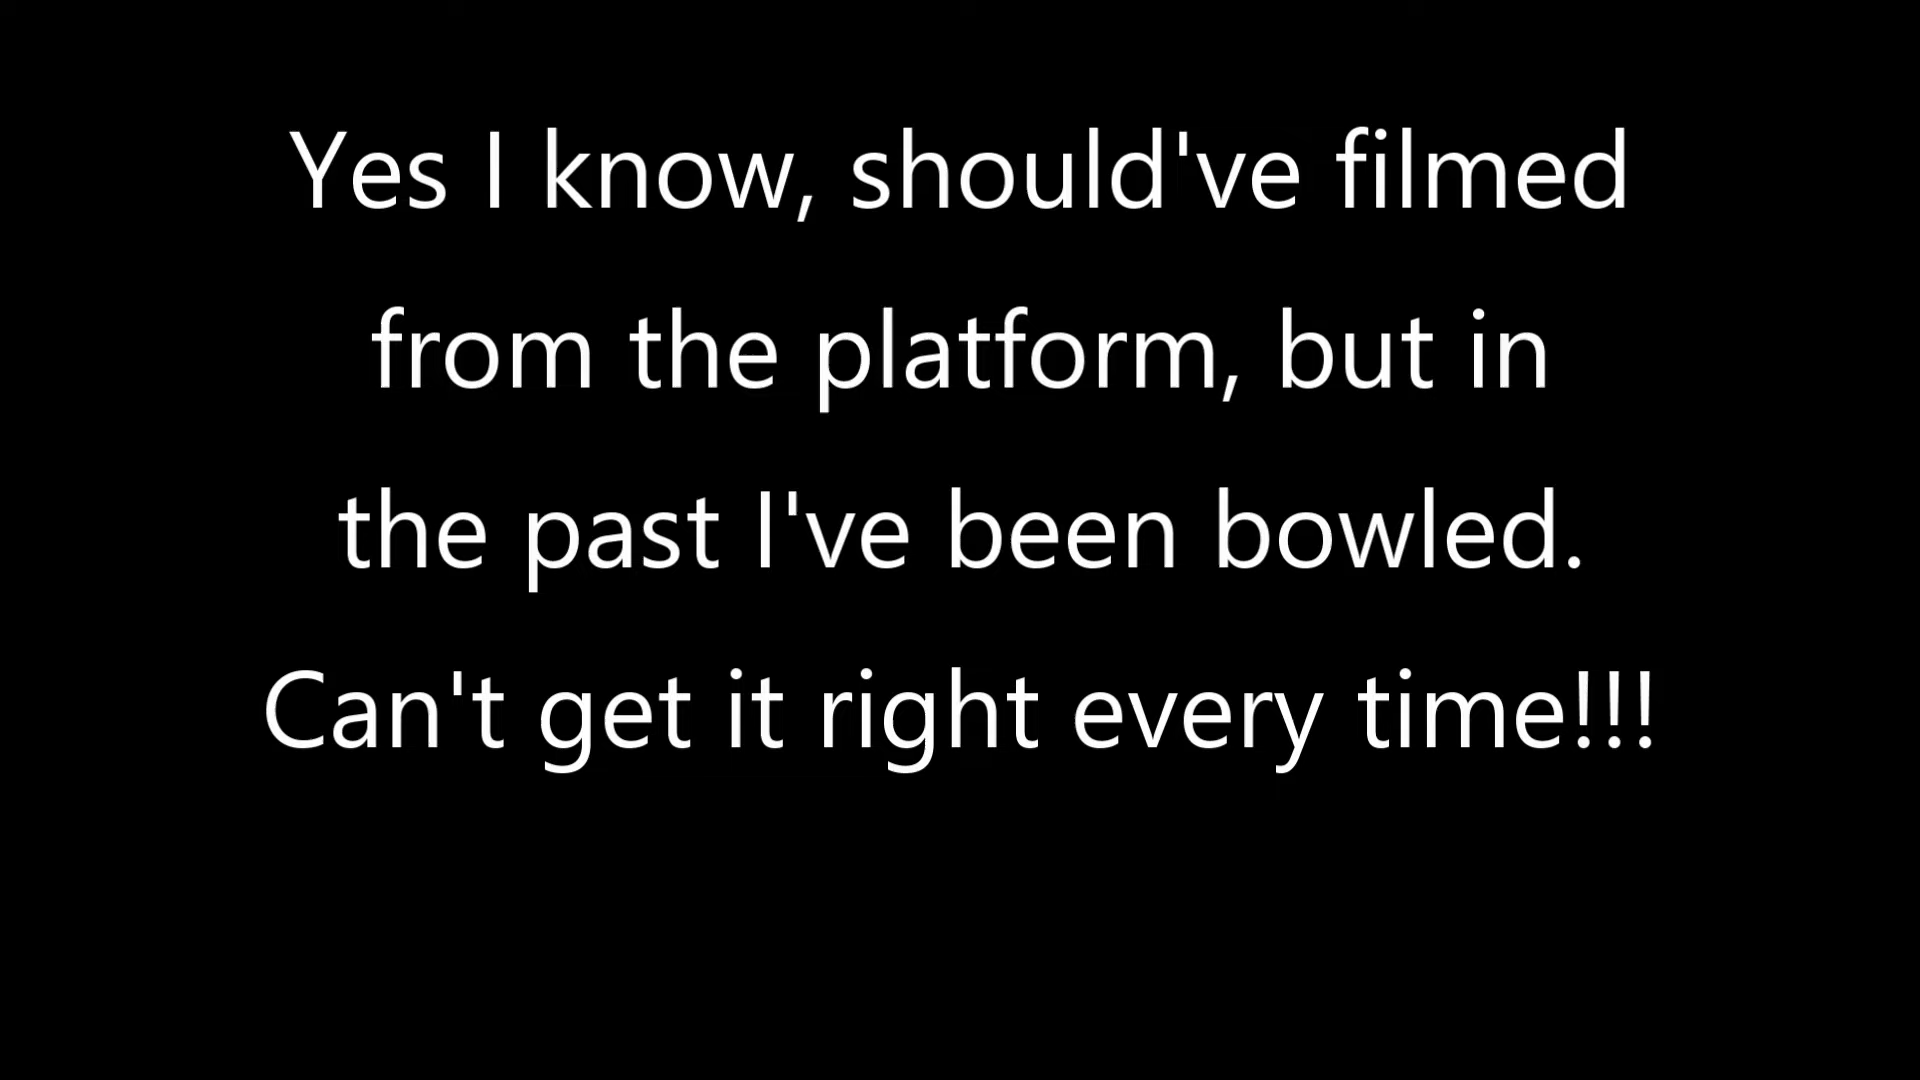 Yes I know, should've filmed
from the platform, but in
the past I've been bowled.
Can't get it right every time!!!